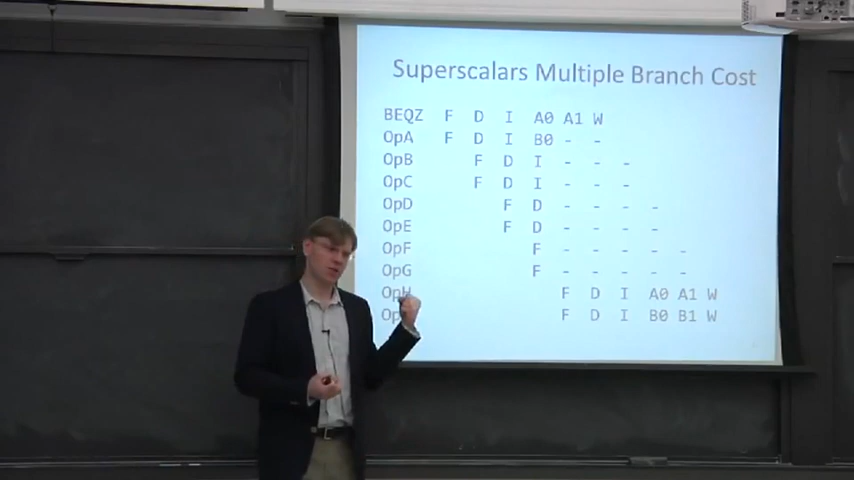 Superscalars Multiple Branch Cost
BEQZ F D I A0 A1 W
OpA F D I B0 - -
OpB F D I - - -
OpC F D I - - -
OpD F D - - - -
OpE F D - - - -
OpF F - - - - -
OpG F - - - - -
OpH F D I A0 A1 W
F D I B0 B1 W